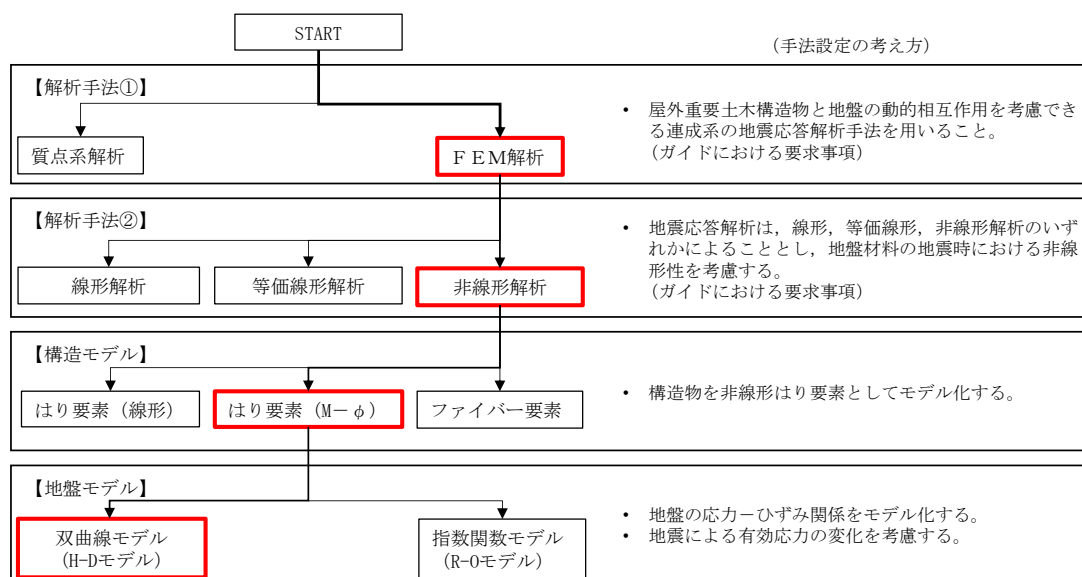 START
(手法設定の考え方)
【解析手法①】
質点系解析
ＦＥＭ解析
• 屋外重要土木構造物と地盤の動的相互作用を考慮でき
る連成系の地震応答解析手法を用いること。
(ガイドにおける要求事項)
【解析手法②】
線形解析
等価線形解析
非線形解析
• 地震応答解析は，線形，等価線形，非線形解析のいず
れかによることとし，地盤材料の地震時における非線
形性を考慮する。
(ガイドにおける要求事項)
【構造モデル】
はり要素（線形）
はり要素（M－φ）
ファイバー要素
• 構造物を非線形はり要素としてモデル化する。
【地盤モデル】
双曲線モデル
(H-Dモデル)
指数関数モデル
(R-Oモデル)
• 地盤の応力－ひずみ関係をモデル化する。
• 地震による有効応力の変化を考慮する。